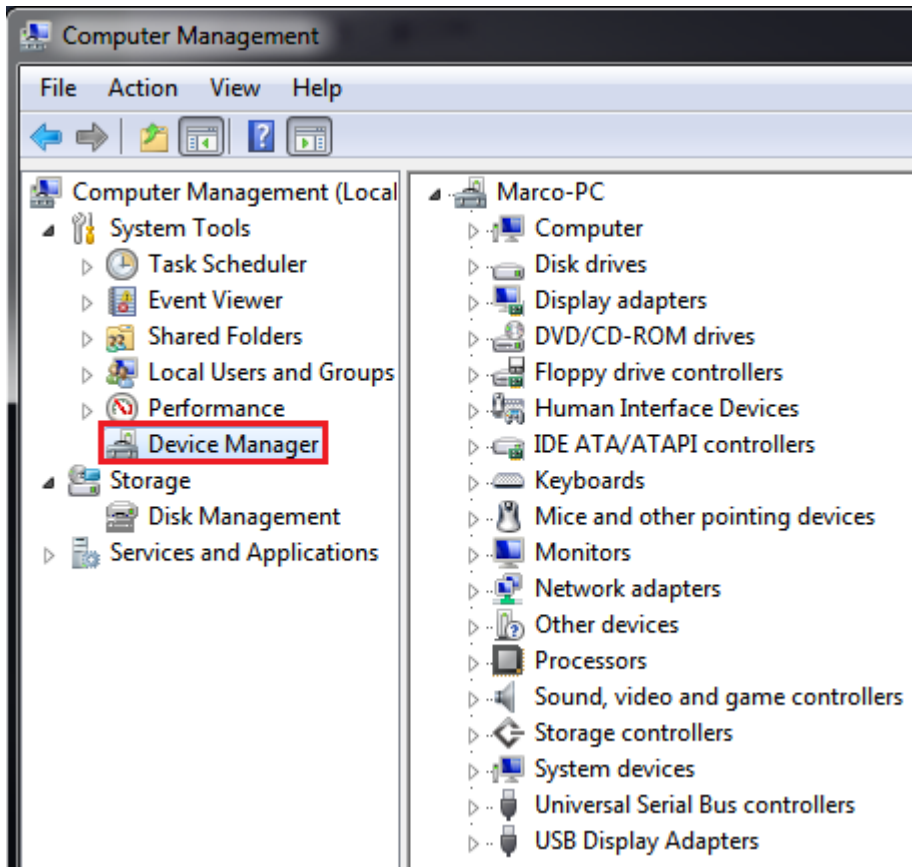 Computer Management
File Action View Help
Computer Management (Local
System Tools
Task Scheduler
Event Viewer
Shared Folders
Local Users and Groups
Performance
Device Manager
Storage
Disk Management
Services and Applications
Marco-PC
Computer
Disk drives
Display adapters
DVD/CD-ROM drives
Floppy drive controllers
Human Interface Devices
IDE ATA/ATAPI controllers
Keyboards
Mice and other pointing devices
Monitors
Network adapters
Other devices
Processors
Sound, video and game controllers
Storage controllers
System devices
Universal Serial Bus controllers
USB Display Adapters